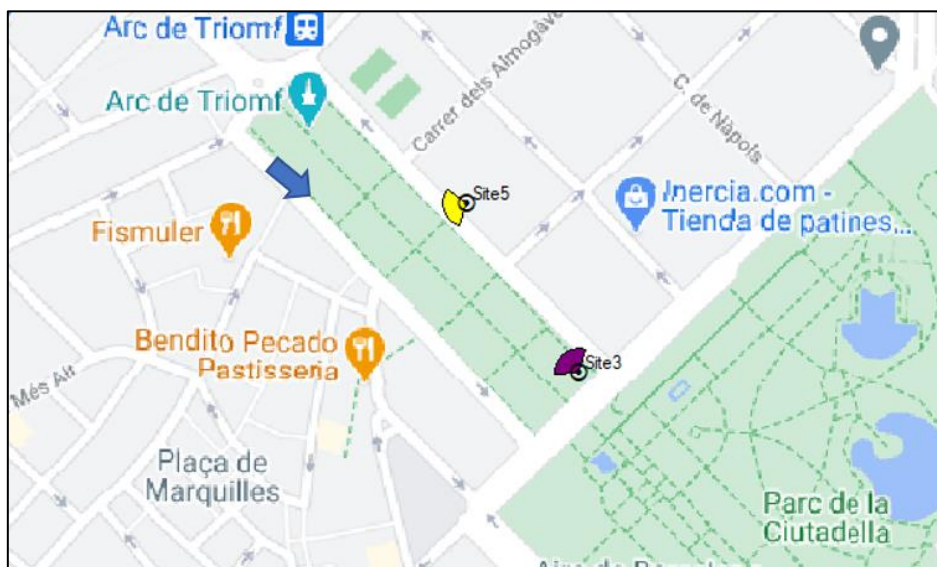 Arc de Triomf
Arc de Triomf
Carrer dels Almogàve
C. de Nàpols
Site5
Inercia.com -
Tienda de patines...
Fismuler
Bendito Pecado
Pastisseria
Site3
Més Alt
Plaça de
Marquilles
Parc de la
Ciutadella